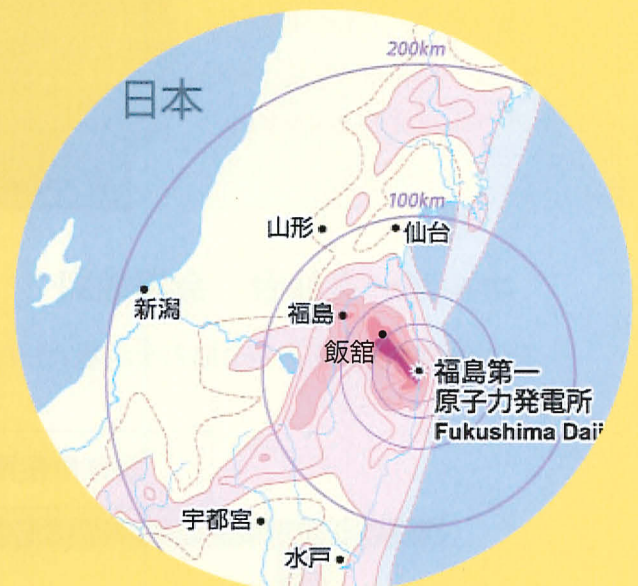 200km
日本
100km
山形
仙台
新潟
福島
飯舘
福島第一
原子力発電所
Fukushima Daii
宇都宮
水戸